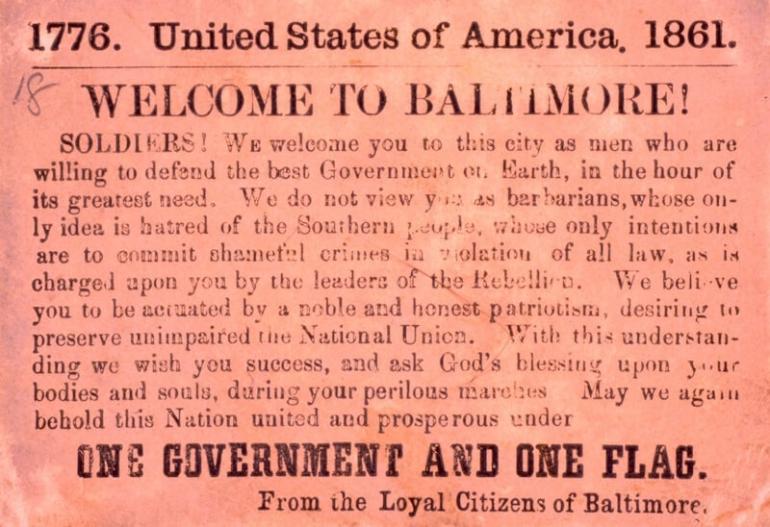 1776. United States of America. 1861.
18
WELCOME TO BALTIMORE!
SOLDIERS! WE welcome you to this city as men who are
willing to defend the best Government on Earth, in the hour of
its greatest need. We do not view you as barbarians, whose on-
ly idea is hatred of the Southern people, whose only intentions
are to commit shameful crimes in violation of all law, as is
charged upon you by the leaders of the Rebellion. We believe
you to be actuated by a noble and honest patriotism, desiring to
preserve unimpaired the National Union. With this understan-
ding we wish you success, and ask God's blessing upon your
bodies and souls, during your perilous marches May we again
behold this Nation united and prosperous under
ONE GOVERNMENT AND ONE FLAG.
From the Loyal Citizens of Baltimore.